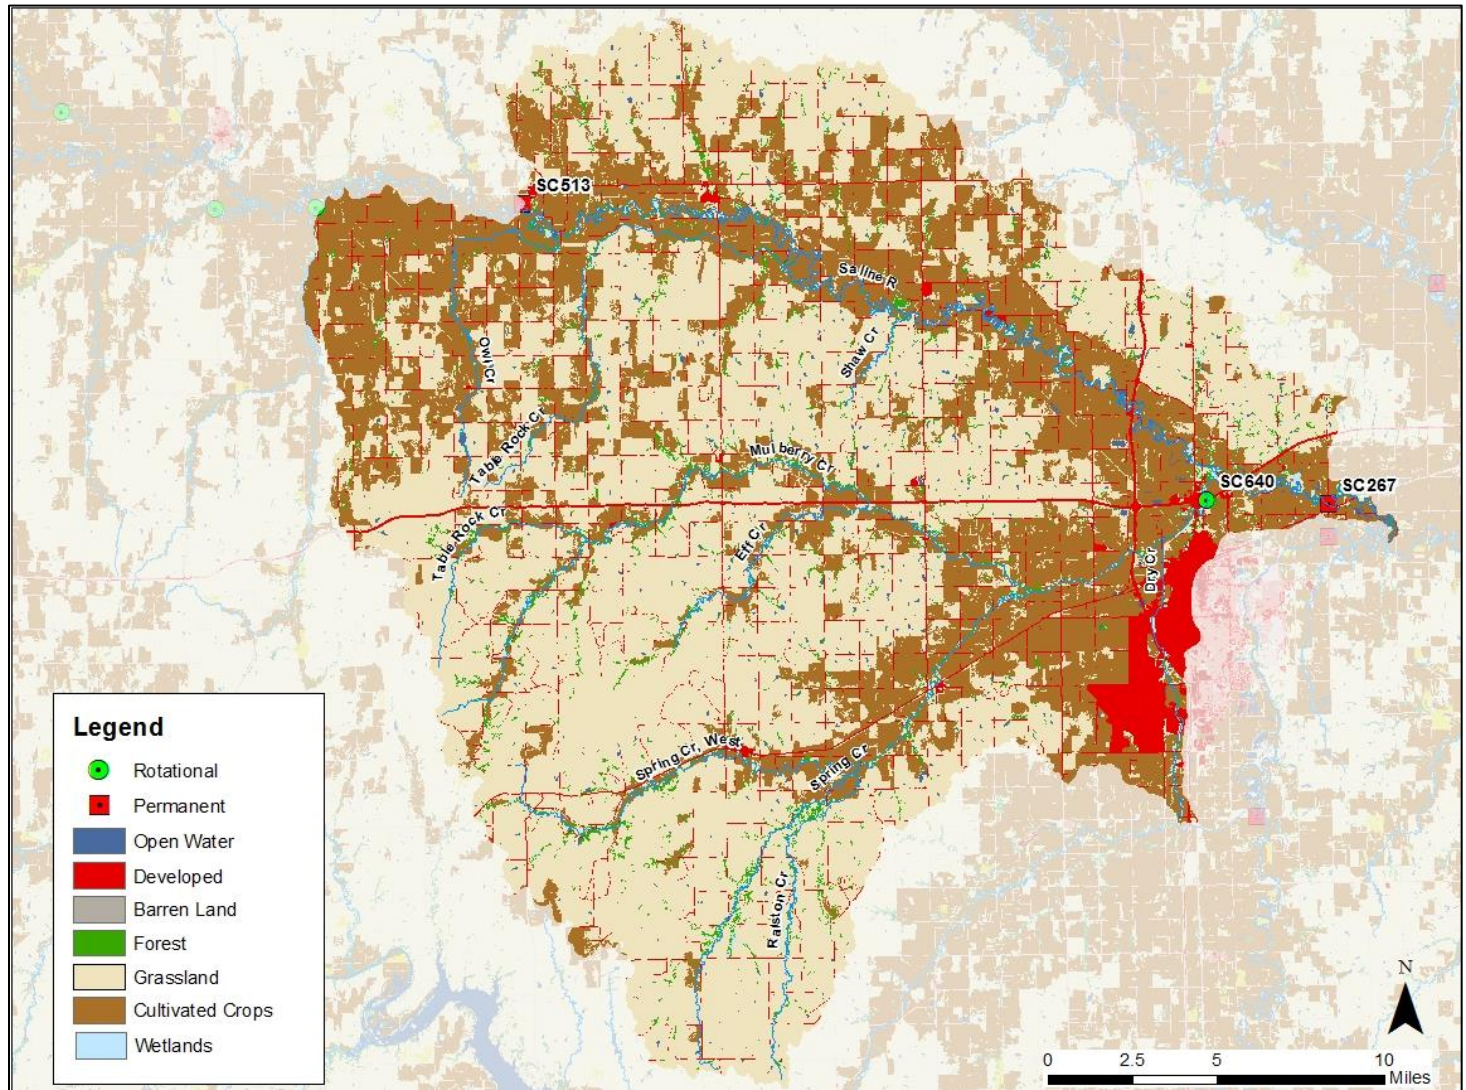 SC513
Saline R
Shaw Cr
Owl Cr
Table Rock Cr
Mulberry Cr
SC640
SC267
Table Rock Cr
Eff Cr
Dry Cr
Spring Cr, West
Spring Cr
Ralston Cr
Legend
Rotational
Permanent
Open Water
Developed
Barren Land
Forest
Grassland
Cultivated Crops
Wetlands
N
0 2.5 5 10
Miles